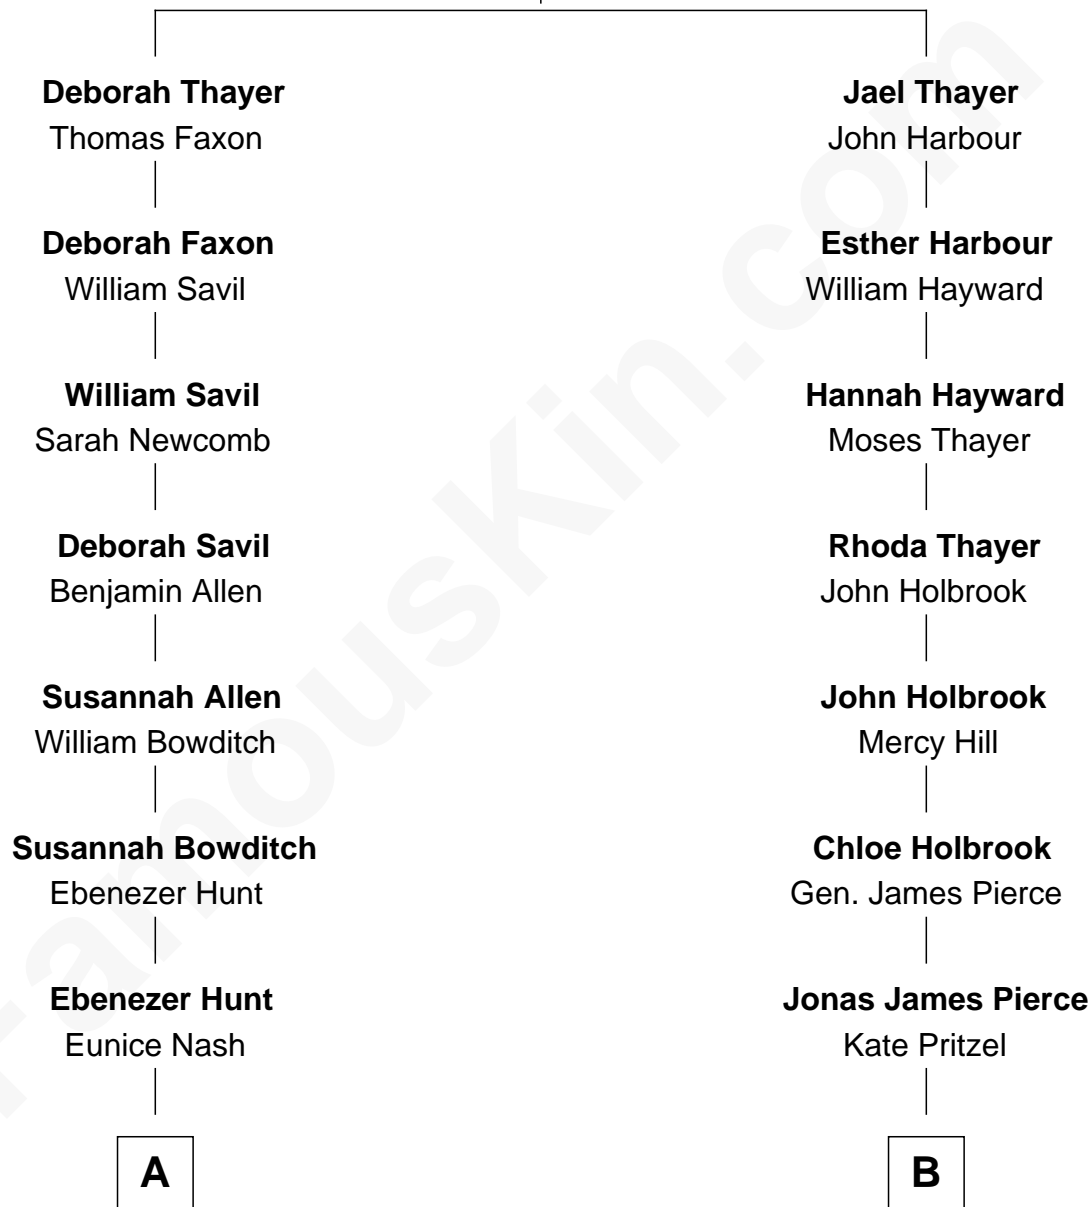 Deborah Thayer
Thomas Faxon
Deborah Faxon
William Savil
William Savil
Sarah Newcomb
Deborah Savil
Benjamin Allen
Susannah Allen
William Bowditch
Susannah Bowditch
Ebenezer Hunt
Ebenezer Hunt
Eunice Nash
A
Jael Thayer
John Harbour
Esther Harbour
William Hayward
Hannah Hayward
Moses Thayer
Rhoda Thayer
John Holbrook
John Holbrook
Mercy Hill
Chloe Holbrook
Gen. James Pierce
Jonas James Pierce
Kate Pritzel
B
FamousKin.com